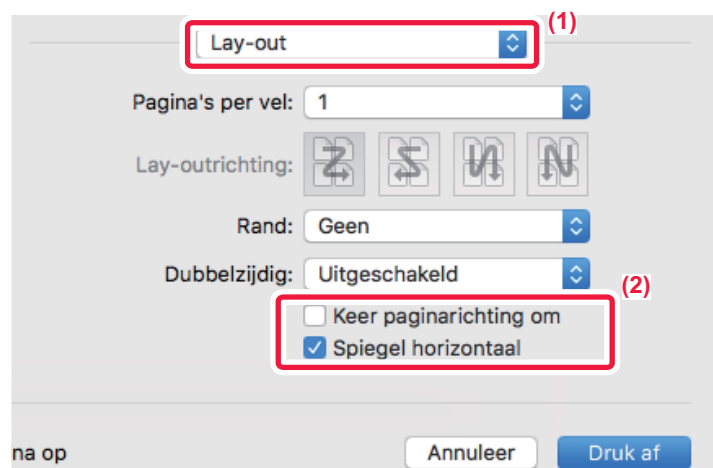 (1)
Lay-out
Pagina's per vel: 1
Lay-outrichting:
Rand: Geen
Dubbelzijdig: Uitgeschakeld
(2)
Keer paginarichting om
Spiegel horizontaal
na op Annuleer Druk af